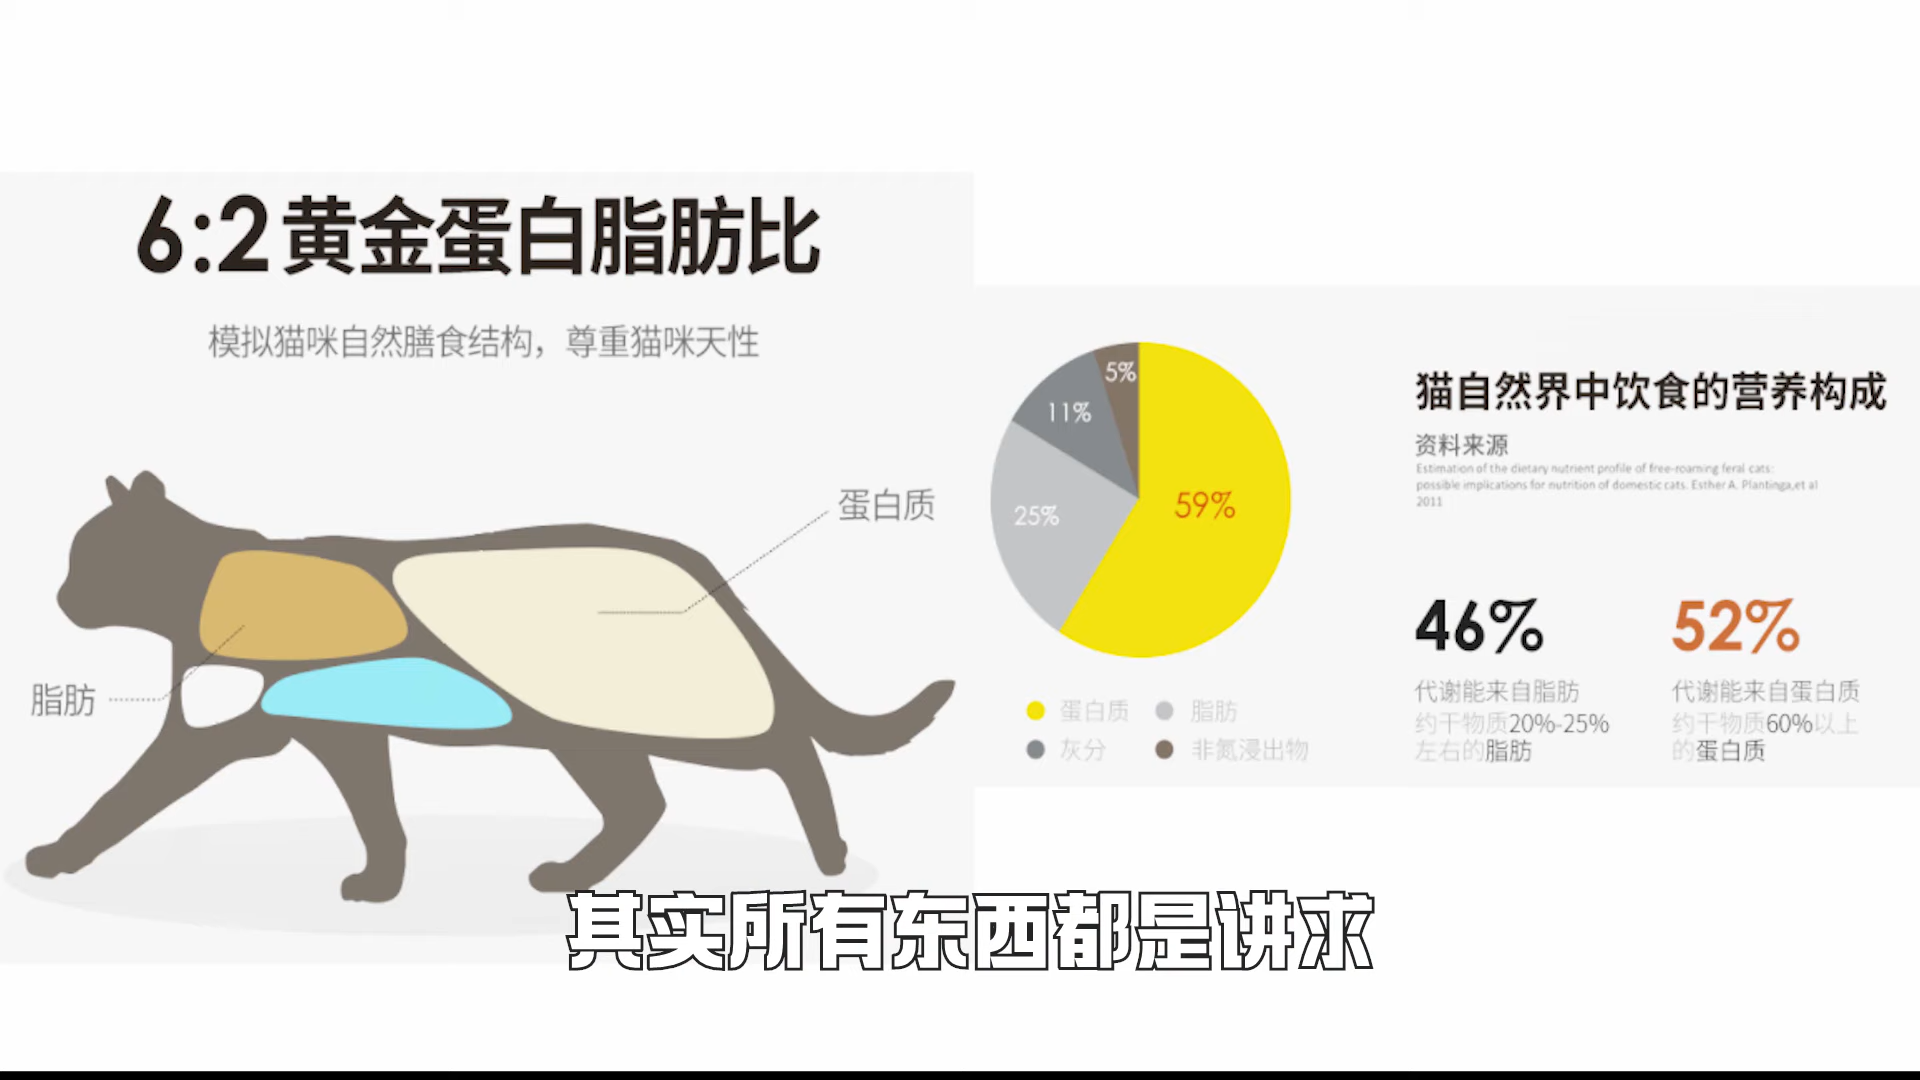 6:2黄金蛋白脂肪比
模拟猫咪自然膳食结构，尊重猫咪天性
蛋白质
脂肪
5%
11%
25%
59%
蛋白质
脂肪
灰分
非氮浸出物
猫自然界中饮食的营养构成
资料来源
Estimation of the dietary nutrient profile of free-roaming feral cats:
possible implications for nutrition of domestic cats. Esther A. Plantinga,et al
2011
46%
代谢能来自脂肪
约干物质20%-25%
左右的脂肪
52%
代谢能来自蛋白质
约干物质60%以上
的蛋白质
其实所有东西都是讲求